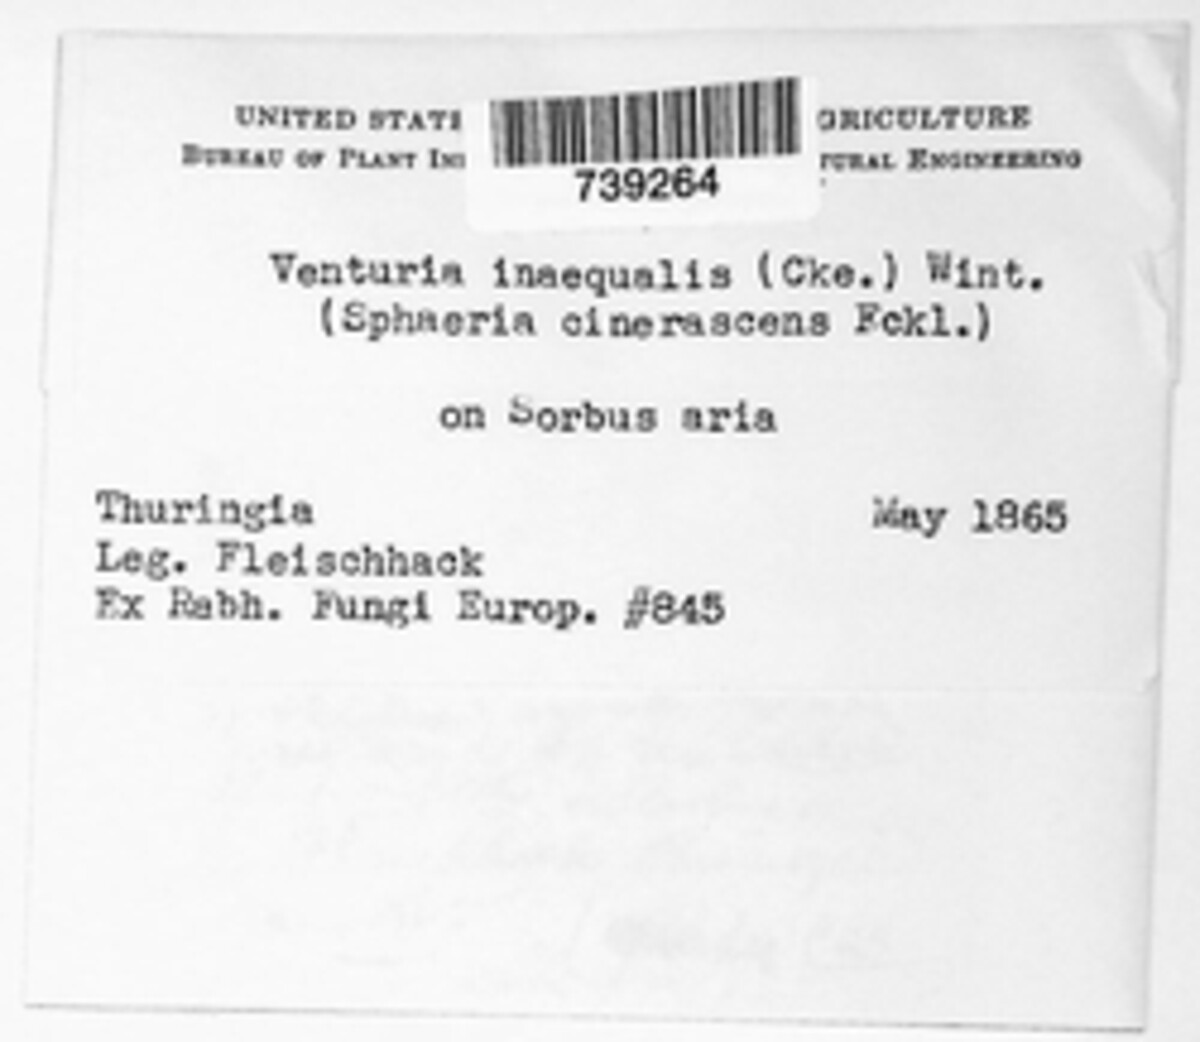 UNITED STATE GRICULTURE
BUREAU OF PLANT IN TURAL ENGINEERING
739264
Venturia inaequalis (Cke.) Wint.
(Sphaeria cinerascens Fckl.)
on Sorbus aria
Thuringia May 1865
Leg. Fleischhack
Ex Rabh. Fungi Europ. #845